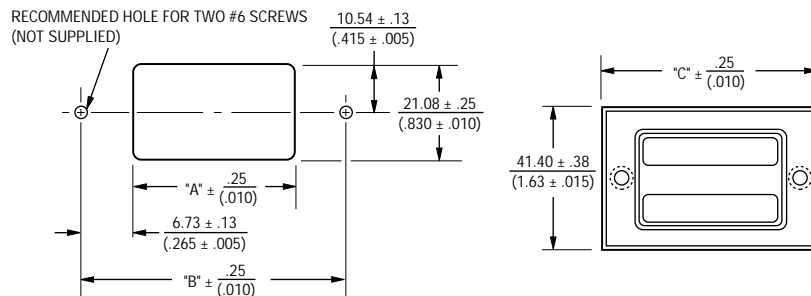 RECOMMENDED HOLE FOR TWO #6 SCREWS
(NOT SUPPLIED)
10.54 ± .13
(.415 ± .005)
21.08 ± .25
(.830 ± .010)
"A" ± .25
(.010)
6.73 ± .13
(.265 ± .005)
"B" ± .25
(.010)
"C" ± .25
(.010)
41.40 ± .38
(1.63 ± .015)